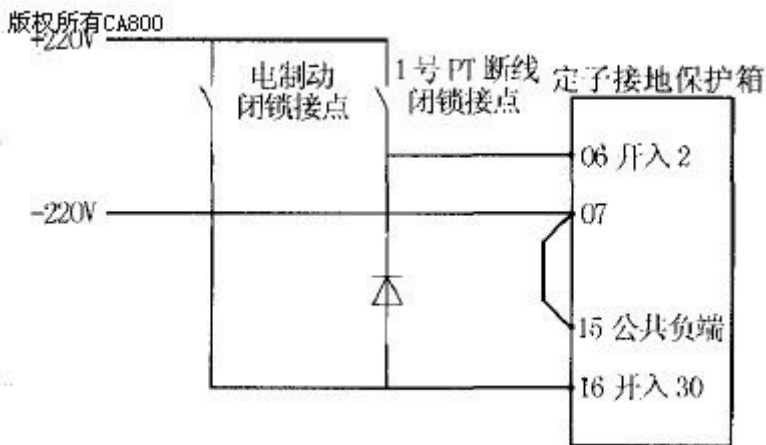 版权所有CA800
+220V
电制动
闭锁接点
1号PT断线
闭锁接点
定子接地保护箱
06 开入2
-220V
07
15 公共负端
16 开入30